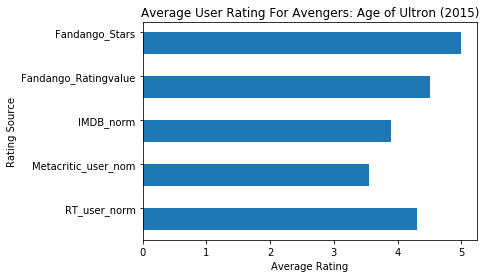 Average User Rating For Avengers: Age of Ultron (2015)
Fandango_Stars
Fandango_Ratingvalue
IMDB_norm
Metacritic_user_nom
RT_user_norm
Rating Source
0 1 2 3 4 5
Average Rating